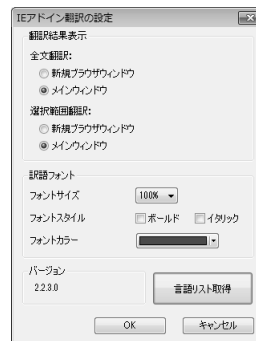 IEアドイン翻訳の設定
翻訳結果表示
全文翻訳:
新規ブラウザウィンドウ
メインウィンドウ
選択範囲翻訳:
新規ブラウザウィンドウ
メインウィンドウ
訳語フォント
フォントサイズ 100%
フォントスタイル ボールド イタリック
フォントカラー
バージョン
2.2.3.0 言語リスト取得
OK キャンセル